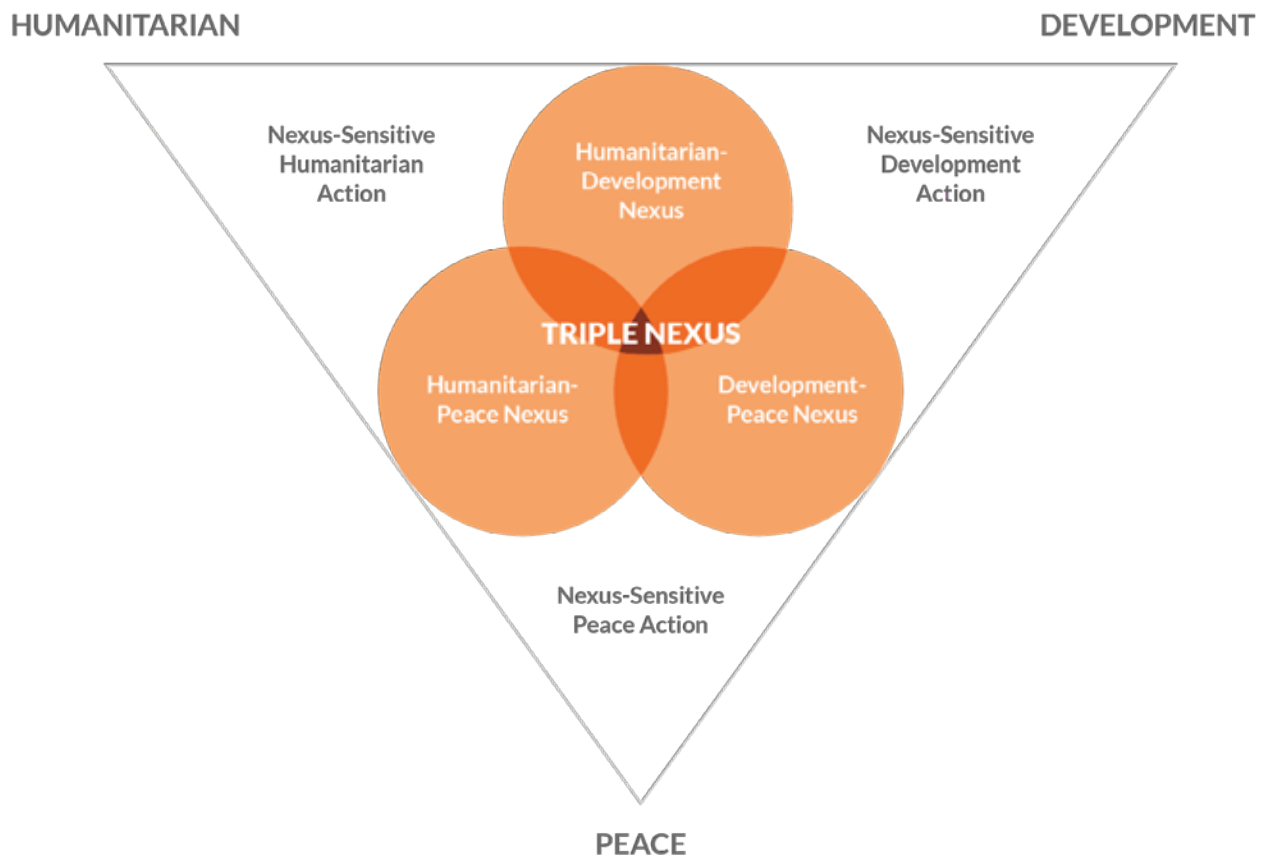 HUMANITARIAN
DEVELOPMENT
Nexus-Sensitive
Humanitarian
Action
Humanitarian-
Development
Nexus
Nexus-Sensitive
Development
Action
TRIPLE NEXUS
Humanitarian-
Peace Nexus
Development-
Peace Nexus
Nexus-Sensitive
Peace Action
PEACE